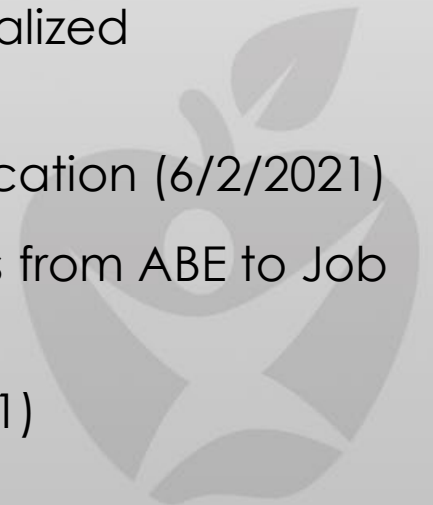 alized
cation (6/2/2021)
s from ABE to Job
1)